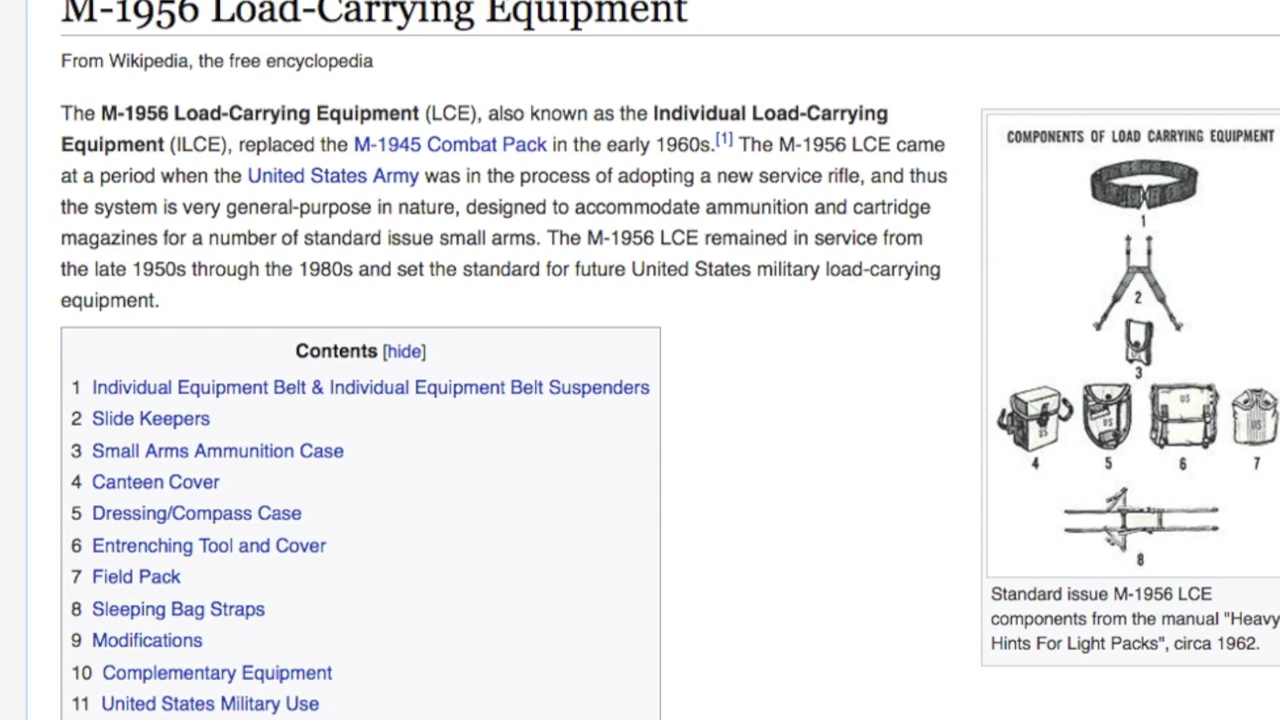 M-1956 Load-Carrying Equipment
From Wikipedia, the free encyclopedia
The M-1956 Load-Carrying Equipment (LCE), also known as the Individual Load-Carrying
Equipment (ILCE), replaced the M-1945 Combat Pack in the early 1960s.[1] The M-1956 LCE came
at a period when the United States Army was in the process of adopting a new service rifle, and thus
the system is very general-purpose in nature, designed to accommodate ammunition and cartridge
magazines for a number of standard issue small arms. The M-1956 LCE remained in service from
the late 1950s through the 1980s and set the standard for future United States military load-carrying
equipment.
Contents [hide]
1 Individual Equipment Belt & Individual Equipment Belt Suspenders
2 Slide Keepers
3 Small Arms Ammunition Case
4 Canteen Cover
5 Dressing/Compass Case
6 Entrenching Tool and Cover
7 Field Pack
8 Sleeping Bag Straps
9 Modifications
10 Complementary Equipment
11 United States Military Use
COMPONENTS OF LOAD CARRYING EQUIPMENT
1
2
3
US US US US
4 5 6 7
8
Standard issue M-1956 LCE
components from the manual "Heavy
Hints For Light Packs", circa 1962.